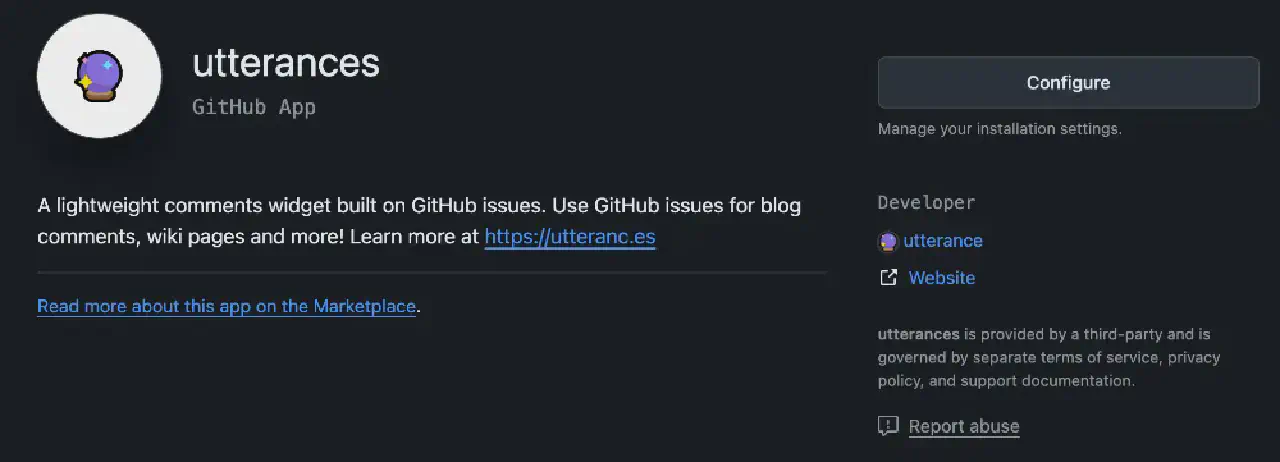 utterances
GitHub App
A lightweight comments widget built on GitHub issues. Use GitHub issues for blog
comments, wiki pages and more! Learn more at https://utteranc.es
Read more about this app on the Marketplace.
Configure
Manage your installation settings.
Developer
utterance
Website
utterances is provided by a third-party and is
governed by separate terms of service, privacy
policy, and support documentation.
Report abuse